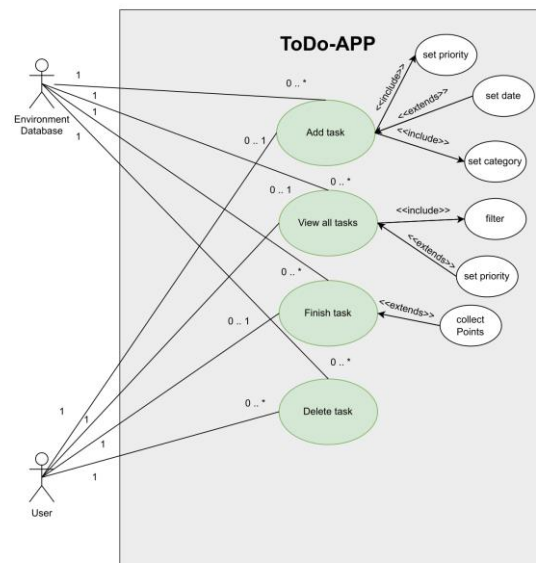 ToDo-APP
set priority
1
0 .. *
<<include>>
<<extends>>
set date
Environment
Database
1
1
1
Add task
<<include>>
0 .. 1
set category
0 .. 1
0 .. *
View all tasks
<<include>>
filter
<<extends>>
0 .. *
set priority
0 .. 1
Finish task
<<extends>>
collect
Points
0 .. *
0 .. *
Delete task
1
1
1
1
User